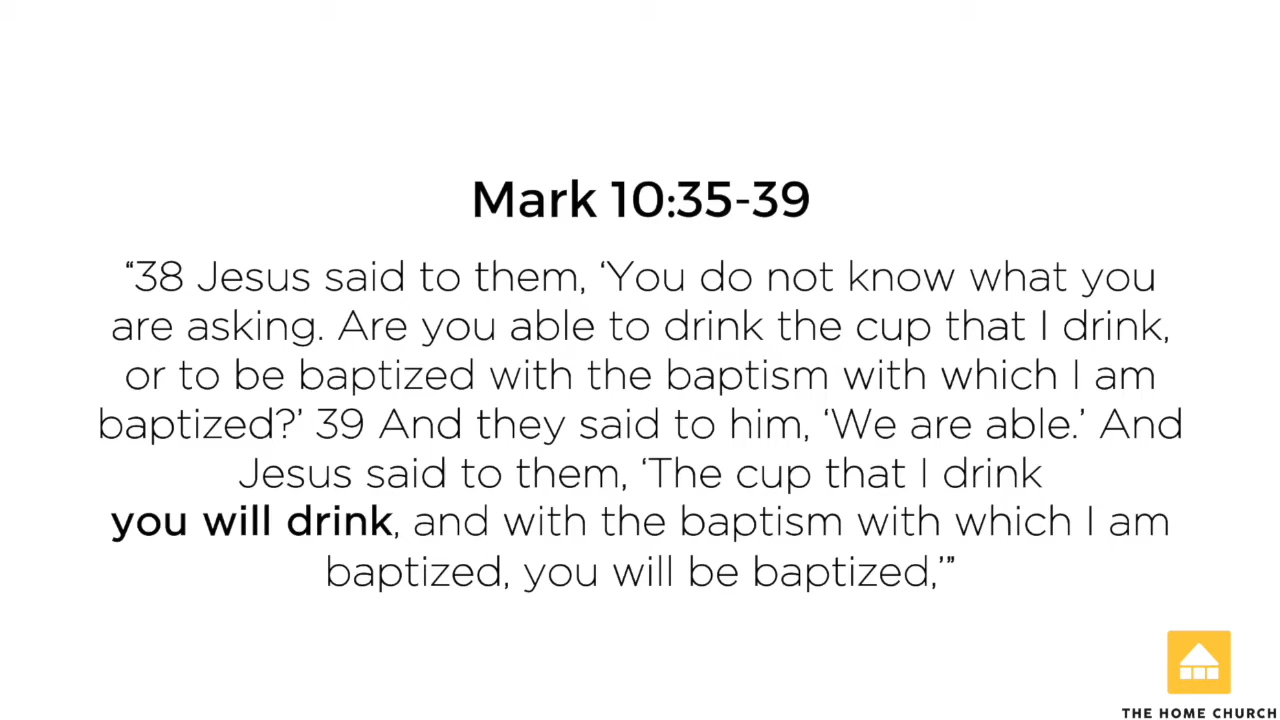 Mark 10:35-39
“38 Jesus said to them, ‘You do not know what you
are asking. Are you able to drink the cup that I drink,
or to be baptized with the baptism with which I am
baptized?’ 39 And they said to him, ‘We are able.’ And
Jesus said to them, ‘The cup that I drink
you will drink, and with the baptism with which I am
baptized, you will be baptized,’”
THE HOME CHURCH